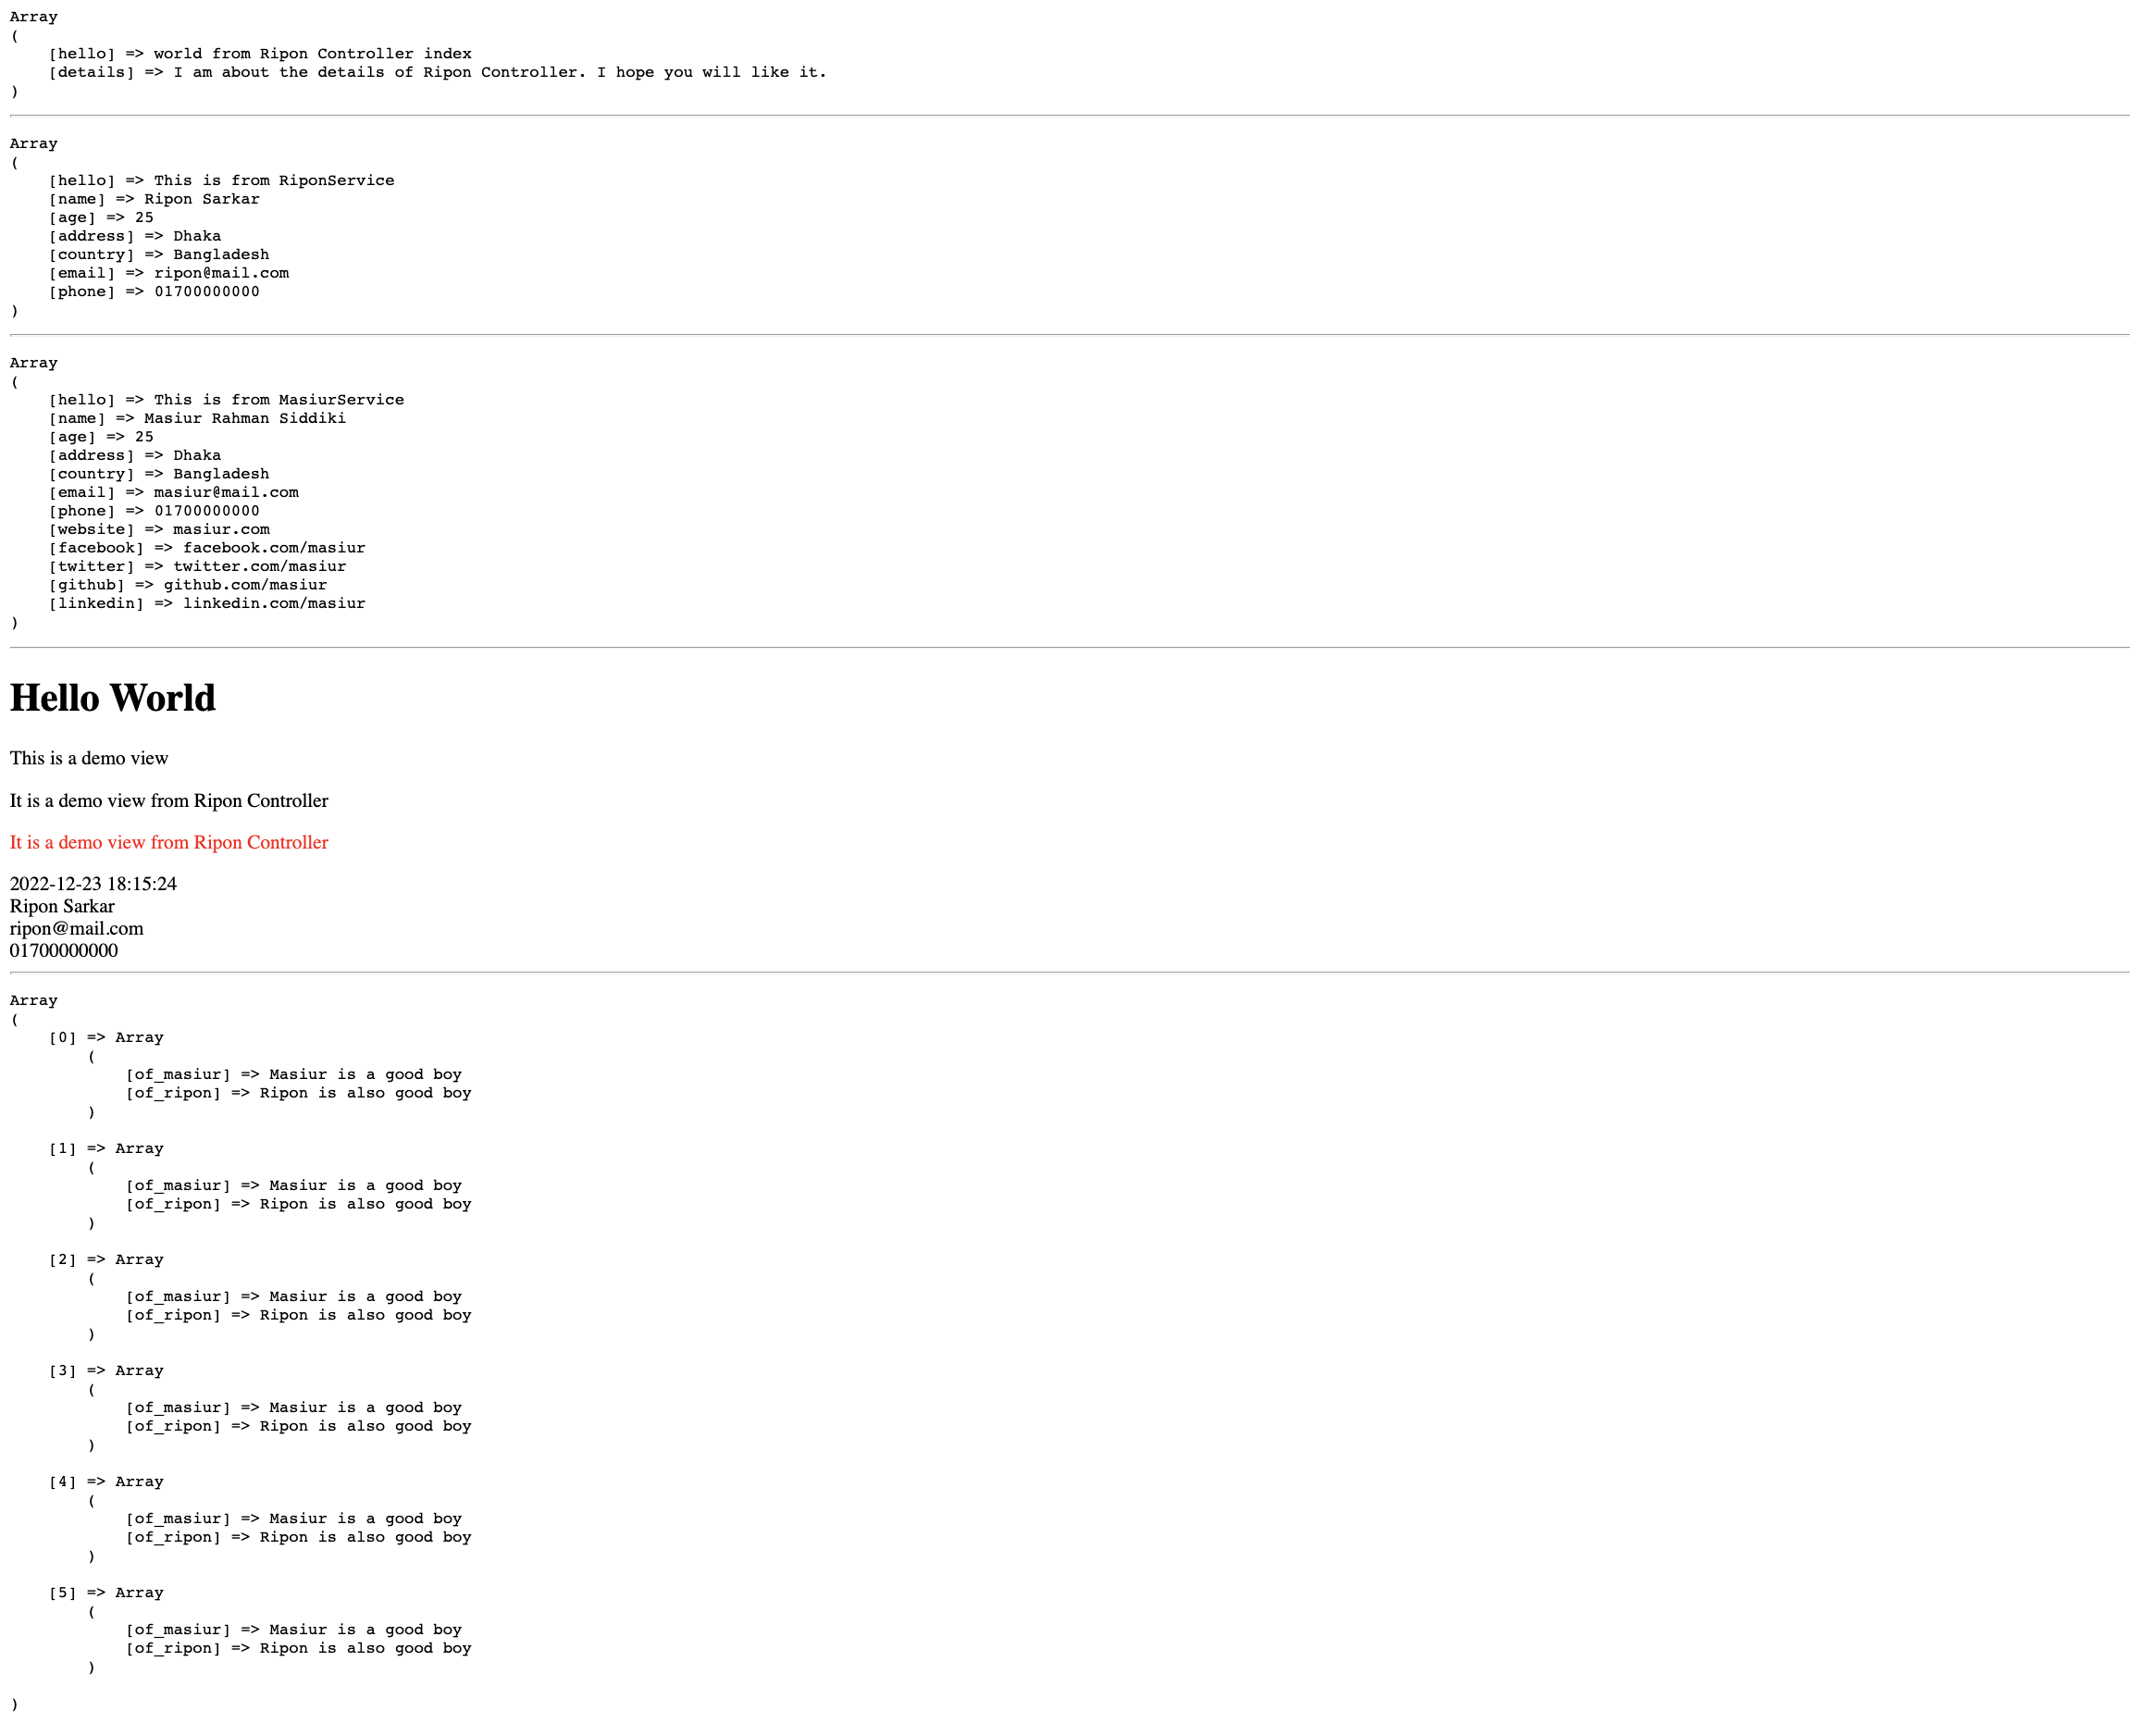 Array
(
    [hello] => world from Ripon Controller index
    [details] => I am about the details of Ripon Controller. I hope you will like it.
)
Array
(
    [hello] => This is from RiponService
    [name] => Ripon Sarkar
    [age] => 25
    [address] => Dhaka
    [country] => Bangladesh
    [email] => ripon@mail.com
    [phone] => 01700000000
)
Array
(
    [hello] => This is from MasiurService
    [name] => Masiur Rahman Siddiki
    [age] => 25
    [address] => Dhaka
    [country] => Bangladesh
    [email] => masiur@mail.com
    [phone] => 01700000000
    [website] => masiur.com
    [facebook] => facebook.com/masiur
    [twitter] => twitter.com/masiur
    [github] => github.com/masiur
    [linkedin] => linkedin.com/masiur
)
Hello World
This is a demo view
It is a demo view from Ripon Controller
It is a demo view from Ripon Controller
2022-12-23 18:15:24
Ripon Sarkar
ripon@mail.com
01700000000
Array
(
    [0] => Array
        (
            [of_masiur] => Masiur is a good boy
            [of_ripon] => Ripon is also good boy
        )
    [1] => Array
        (
            [of_masiur] => Masiur is a good boy
            [of_ripon] => Ripon is also good boy
        )
    [2] => Array
        (
            [of_masiur] => Masiur is a good boy
            [of_ripon] => Ripon is also good boy
        )
    [3] => Array
        (
            [of_masiur] => Masiur is a good boy
            [of_ripon] => Ripon is also good boy
        )
    [4] => Array
        (
            [of_masiur] => Masiur is a good boy
            [of_ripon] => Ripon is also good boy
        )
    [5] => Array
        (
            [of_masiur] => Masiur is a good boy
            [of_ripon] => Ripon is also good boy
        )
)